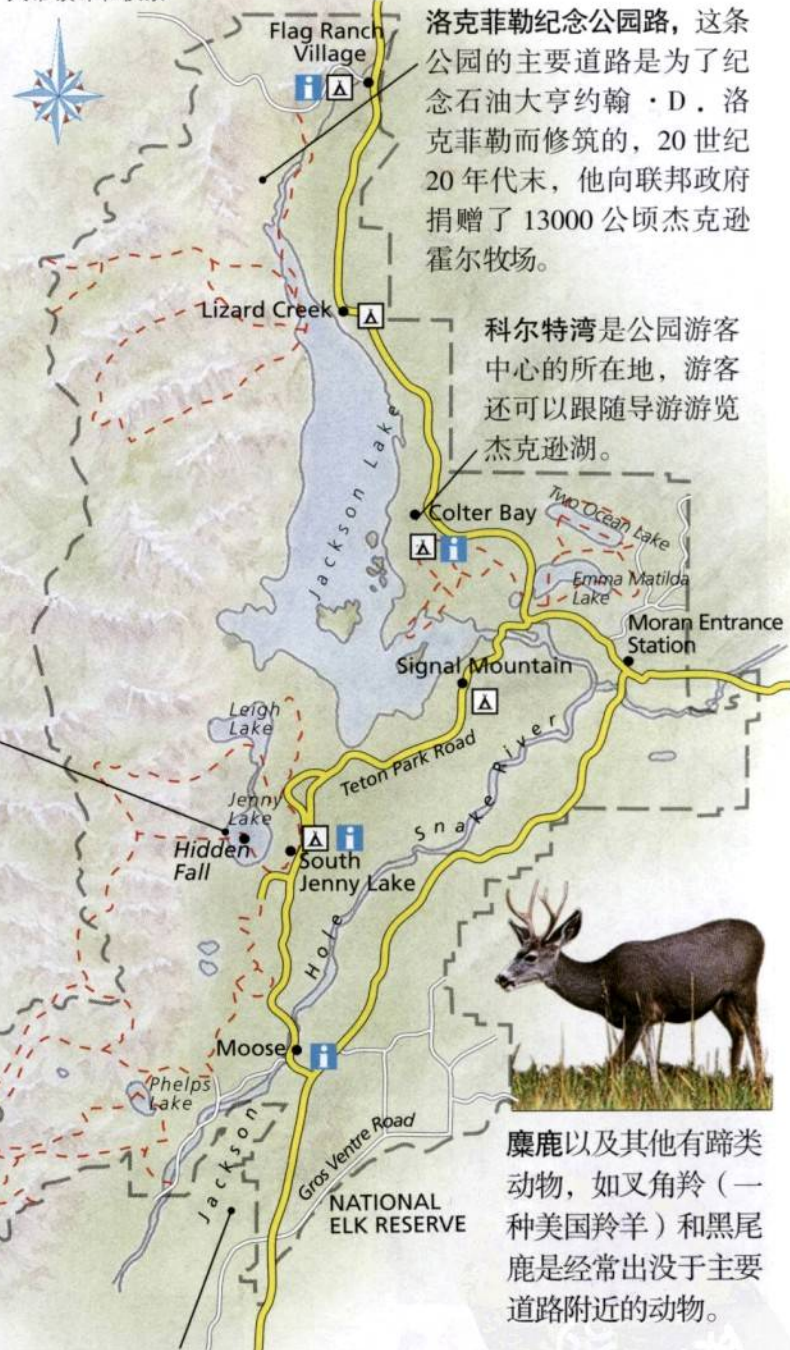 Flag Ranch
Village
洛克菲勒纪念公园路，这条
公园的主要道路是为了纪
念石油大亨约翰·D．洛
克菲勒而修筑的，20 世纪
20 年代末，他向联邦政府
捐赠了 13000 公顷杰克逊
霍尔牧场。
Lizard Creek
科尔特湾是公园游客
中心的所在地，游客
还可以跟随导游游览
杰克逊湖。
Jackson Lake
Colter Bay
Two Ocean Lake
Emma Matilda
Lake
Moran Entrance
Station
Signal Mountain
Leigh
Lake
Teton Park Road
Snake River
Jenny
Lake
Hidden
Fall
South
Jenny Lake
Jackson Hole
Moose
Phelps
Lake
Gros Ventre Road
NATIONAL
ELK RESERVE
麋鹿以及其他有蹄类
动物，如叉角羚（一
种美国羚羊）和黑尾
鹿是经常出没于主要
道路附近的动物。